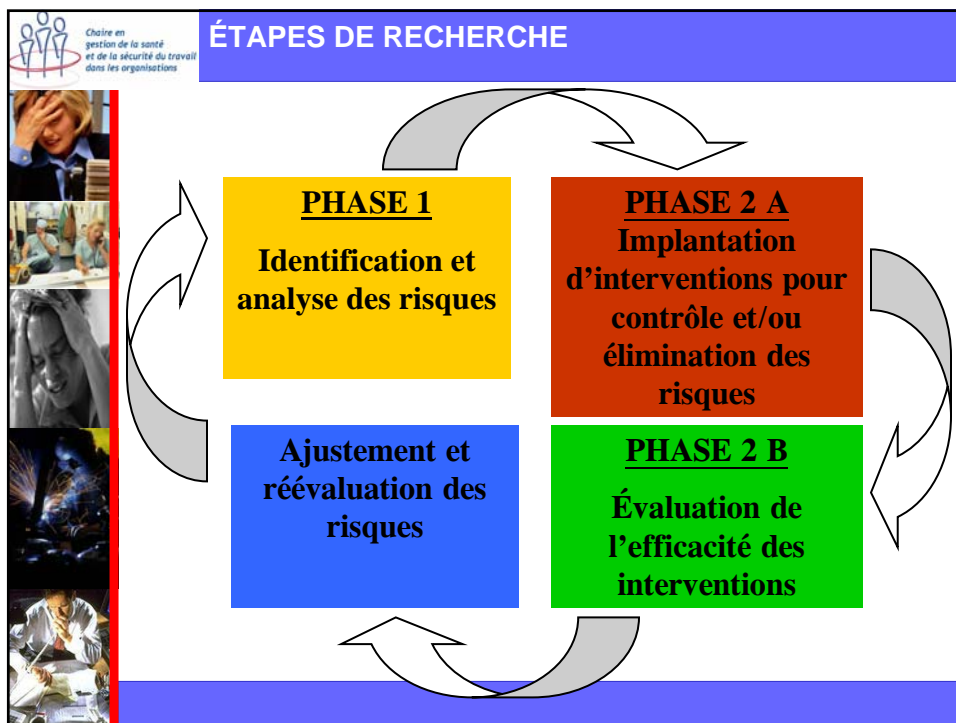 Chaire en
gestion de la santé
et de la sécurité du travail
dans les organisations
ÉTAPES DE RECHERCHE
PHASE 1
Identification et
analyse des risques
PHASE 2 A
Implantation
d’interventions pour
contrôle et/ou
élimination des
risques
Ajustement et
réévaluation des
risques
PHASE 2 B
Évaluation de
l’efficacité des
interventions